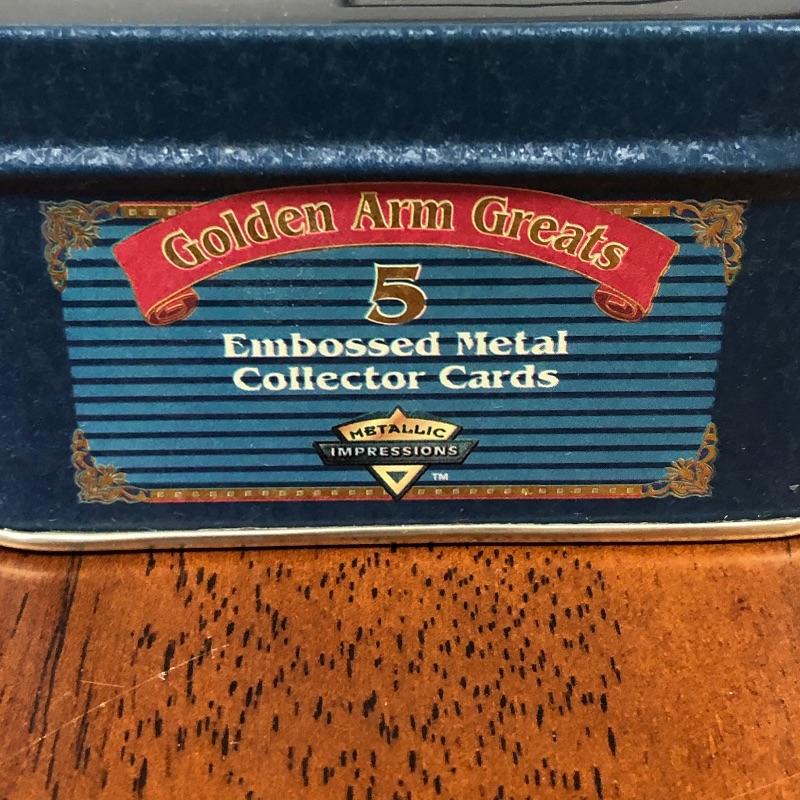 Golden Arm Greats
5
Embossed Metal
Collector Cards
METALLIC
IMPRESSIONS
TM